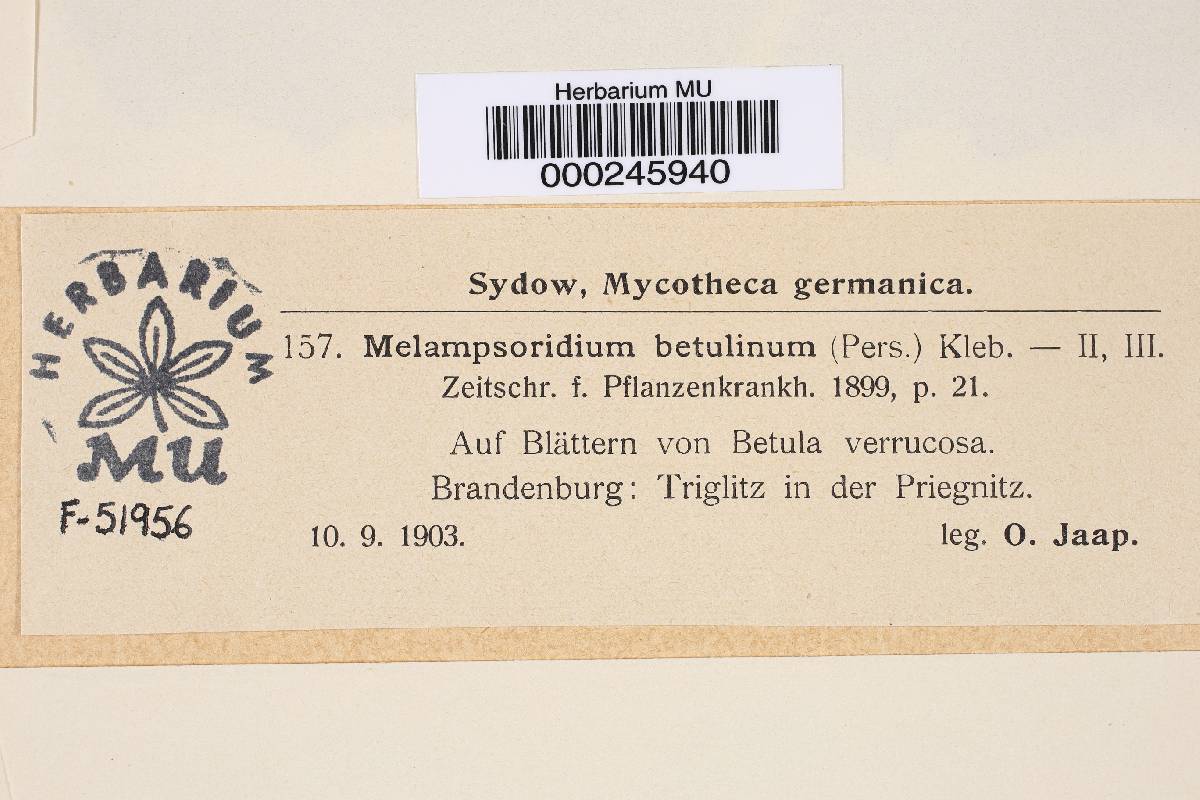 Herbarium MU
000245940
Sydow, Mycotheca germanica.
HERBARIUM
MU
F-51956
157. Melampsoridium betulinum (Pers.) Kleb. — II, III.
Zeitschr. f. Pflanzenkrankh. 1899, p. 21.
Auf Blättern von Betula verrucosa.
Brandenburg: Triglitz in der Priegnitz.
10. 9. 1903. leg. O. Jaap.